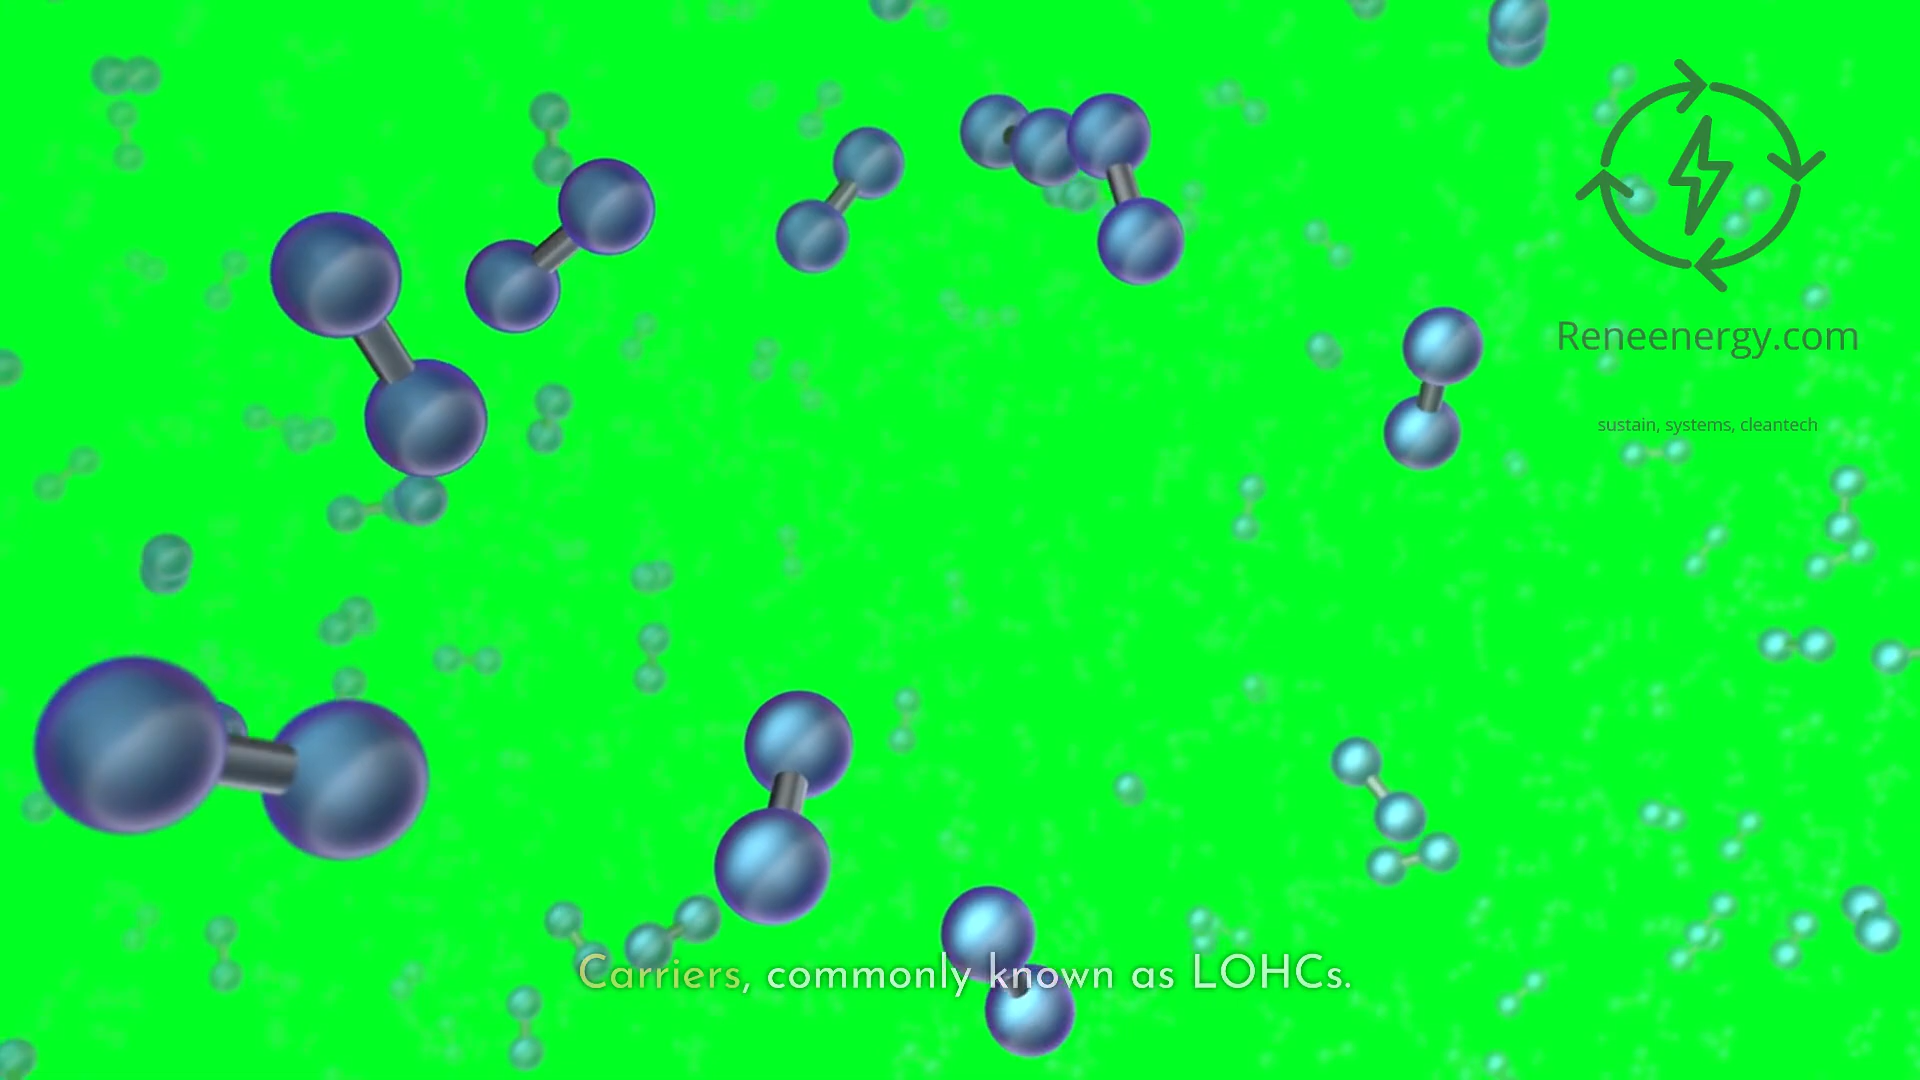 Reneenergy.com
sustain, systems, cleantech
Carriers, commonly known as LOHCs.